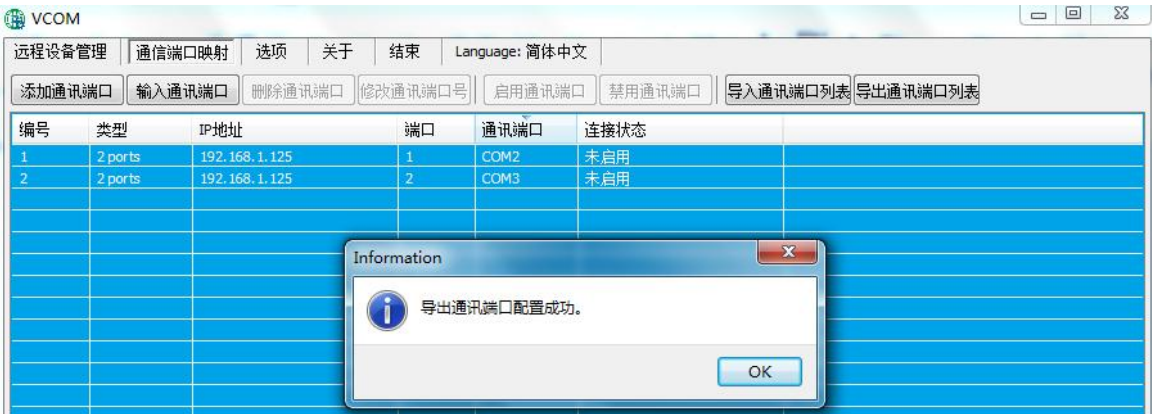 VCOM
远程设备管理 通信端口映射 选项 关于 结束 Language: 简体中文
添加通讯端口 输入通讯端口 删除通讯端口 修改通讯端口号 启用通讯端口 禁用通讯端口 导入通讯端口列表 导出通讯端口列表
编号 类型 IP地址 端口 通讯端口 连接状态
1 2 ports 192.168.1.125 1 COM2 未启用
2 2 ports 192.168.1.125 2 COM3 未启用
Information
导出通讯端口配置成功。
OK